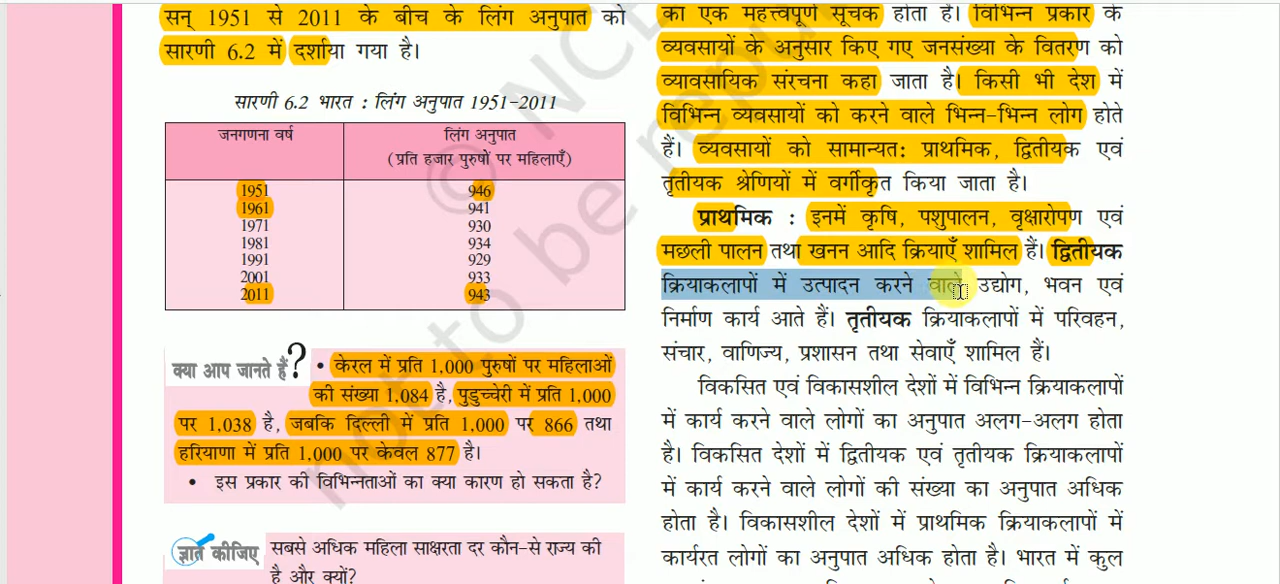 सन् 1951 से 2011 के बीच के लिंग अनुपात को
सारणी 6.2 में दर्शाया गया है।
सारणी 6.2 भारत : लिंग अनुपात 1951-2011
जनगणना वर्ष लिंग अनुपात
(प्रति हजार पुरुषों पर महिलाएँ)
1951 946
1961 941
1971 930
1981 934
1991 929
2001 933
2011 943
क्या आप जानते हैं? • केरल में प्रति 1,000 पुरुषों पर महिलाओं
की संख्या 1,084 है, पुडुच्चेरी में प्रति 1,000
पर 1,038 है, जबकि दिल्ली में प्रति 1,000 पर 866 तथा
हरियाणा में प्रति 1,000 पर केवल 877 है।
• इस प्रकार की विभिन्नताओं का क्या कारण हो सकता है?
ज्ञात कीजिए सबसे अधिक महिला साक्षरता दर कौन-से राज्य की
है और क्यों?
का एक महत्त्वपूर्ण सूचक होता है। विभिन्न प्रकार के
व्यवसायों के अनुसार किए गए जनसंख्या के वितरण को
व्यावसायिक संरचना कहा जाता है। किसी भी देश में
विभिन्न व्यवसायों को करने वाले भिन्न-भिन्न लोग होते
हैं। व्यवसायों को सामान्यतः प्राथमिक, द्वितीयक एवं
तृतीयक श्रेणियों में वर्गीकृत किया जाता है।
प्राथमिक : इनमें कृषि, पशुपालन, वृक्षारोपण एवं
मछली पालन तथा खनन आदि क्रियाएँ शामिल हैं। द्वितीयक
क्रियाकलापों में उत्पादन करने वाले उद्योग, भवन एवं
निर्माण कार्य आते हैं। तृतीयक क्रियाकलापों में परिवहन,
संचार, वाणिज्य, प्रशासन तथा सेवाएँ शामिल हैं।
विकसित एवं विकासशील देशों में विभिन्न क्रियाकलापों
में कार्य करने वाले लोगों का अनुपात अलग-अलग होता
है। विकसित देशों में द्वितीयक एवं तृतीयक क्रियाकलापों
में कार्य करने वाले लोगों की संख्या का अनुपात अधिक
होता है। विकासशील देशों में प्राथमिक क्रियाकलापों में
कार्यरत लोगों का अनुपात अधिक होता है। भारत में कुल
© NCE
not to be repu